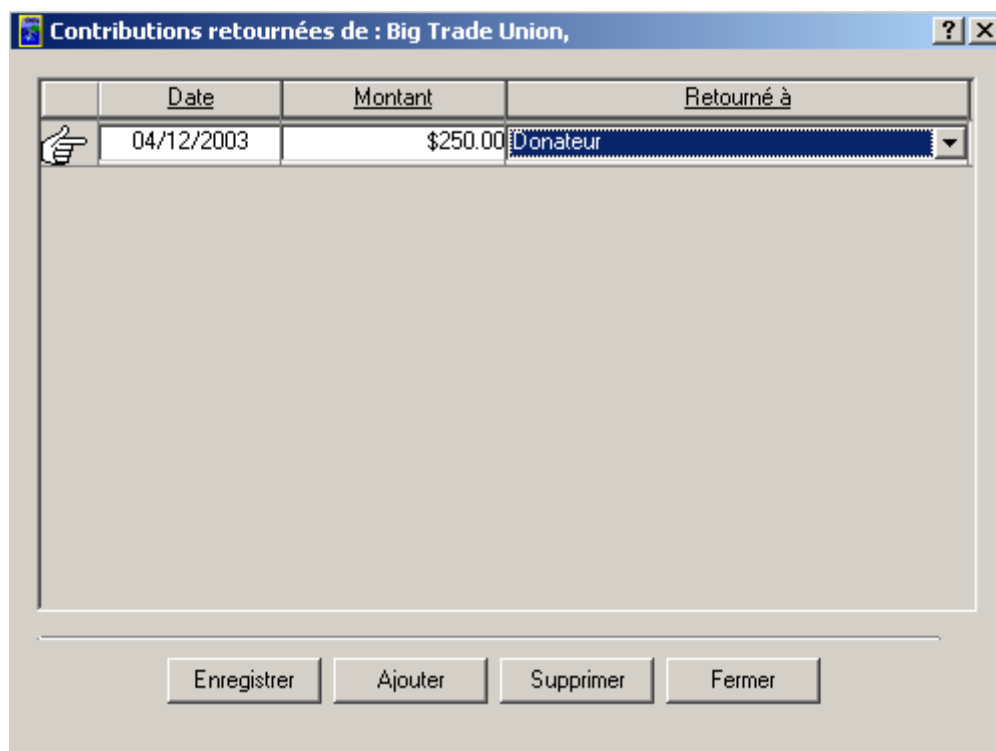 Contributions retournées de : Big Trade Union,
Date Montant Retourné à
04/12/2003 $250.00 Donateur
Enregistrer Ajouter Supprimer Fermer